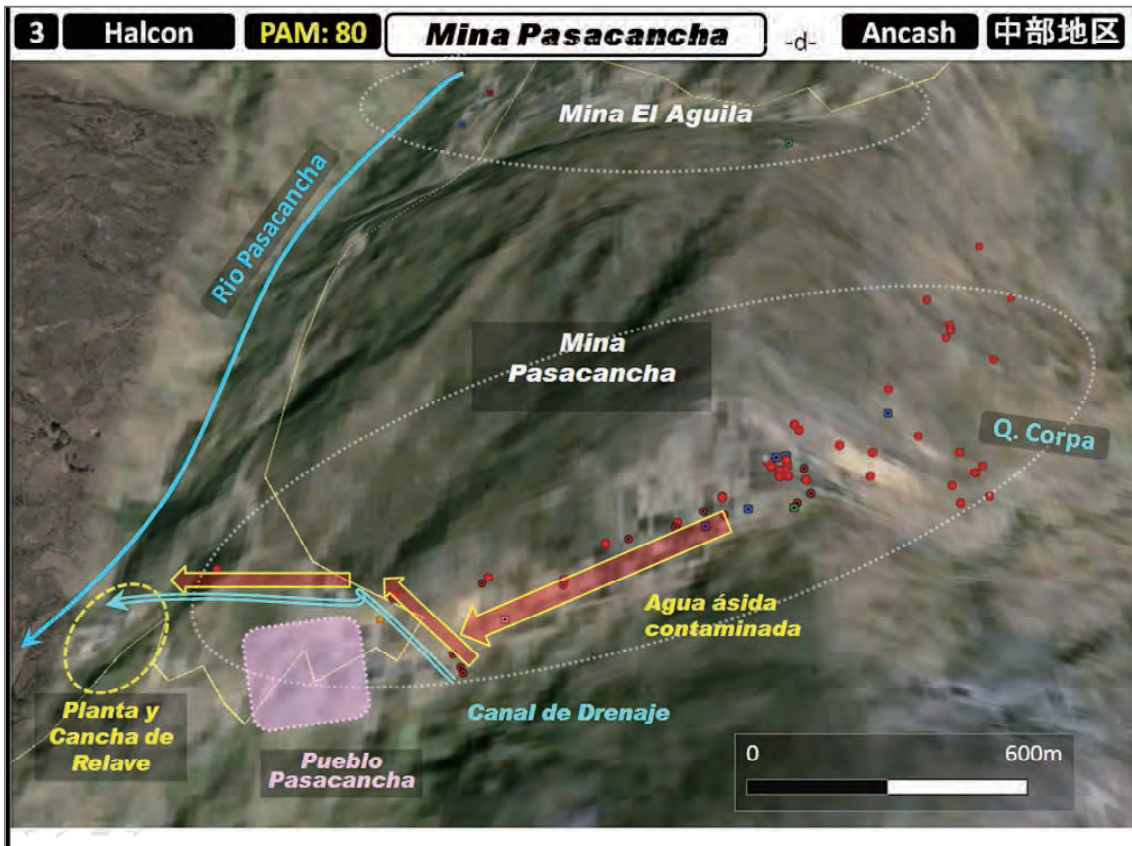 3 Halcon PAM: 80 Mina Pasacancha -d- Ancash 中部地区
Mina El Aguila
Rio Pasacancha
Mina
Pasacancha
Q. Corpa
Agua ásida
contaminada
Canal de Drenaje
Planta y
Cancha de
Relave
Pueblo
Pasacancha
0 600m